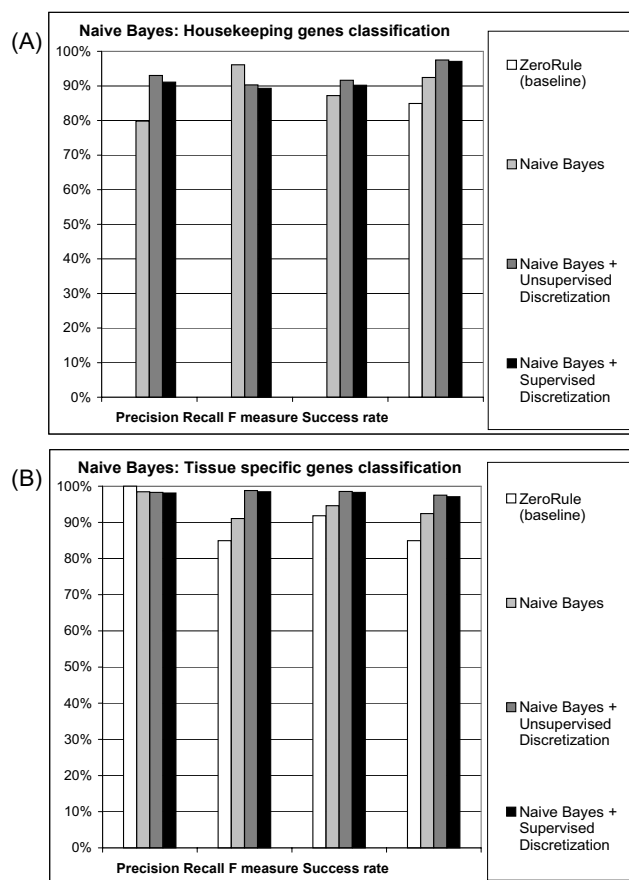 (A)
Naive Bayes: Housekeeping genes classification
100%
90%
80%
70%
60%
50%
40%
30%
20%
10%
0%
Precision Recall F measure Success rate
ZeroRule
(baseline)
Naive Bayes
Naive Bayes +
Unsupervised
Discretization
Naive Bayes +
Supervised
Discretization
(B)
Naive Bayes: Tissue specific genes classification
100%
90%
80%
70%
60%
50%
40%
30%
20%
10%
0%
Precision Recall F measure Success rate
ZeroRule
(baseline)
Naive Bayes
Naive Bayes +
Unsupervised
Discretization
Naive Bayes +
Supervised
Discretization